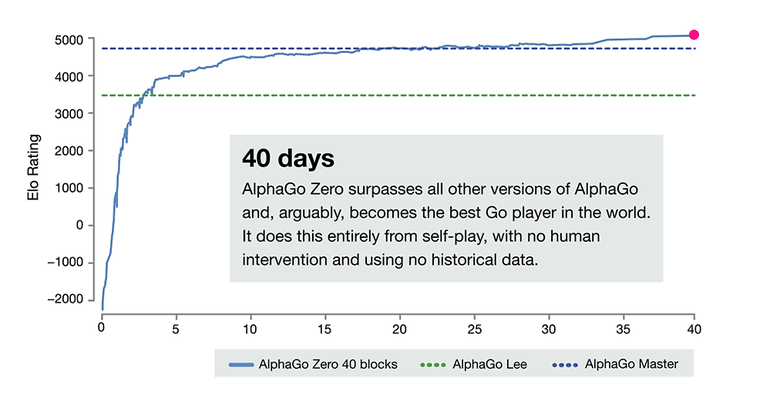 5000
4000
3000
2000
1000
0
−1000
−2000
Elo Rating
40 days
AlphaGo Zero surpasses all other versions of AlphaGo
and, arguably, becomes the best Go player in the world.
It does this entirely from self-play, with no human
intervention and using no historical data.
0 5 10 15 20 25 30 35 40
AlphaGo Zero 40 blocks AlphaGo Lee AlphaGo Master